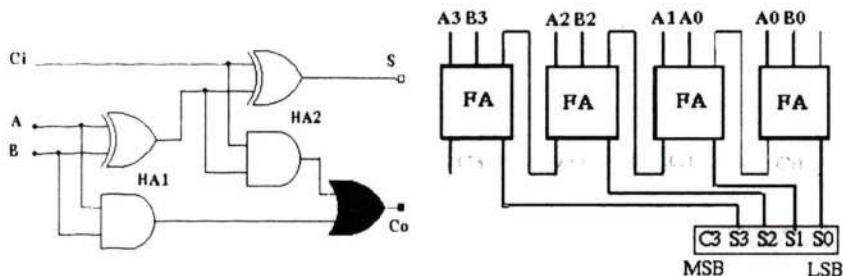 Ci
S
A
HA2
B
HA1
Co
A3 B3
A2 B2
A1 A0
A0 B0
FA
FA
FA
FA
C3 S3 S2 S1 S0
MSB
LSB